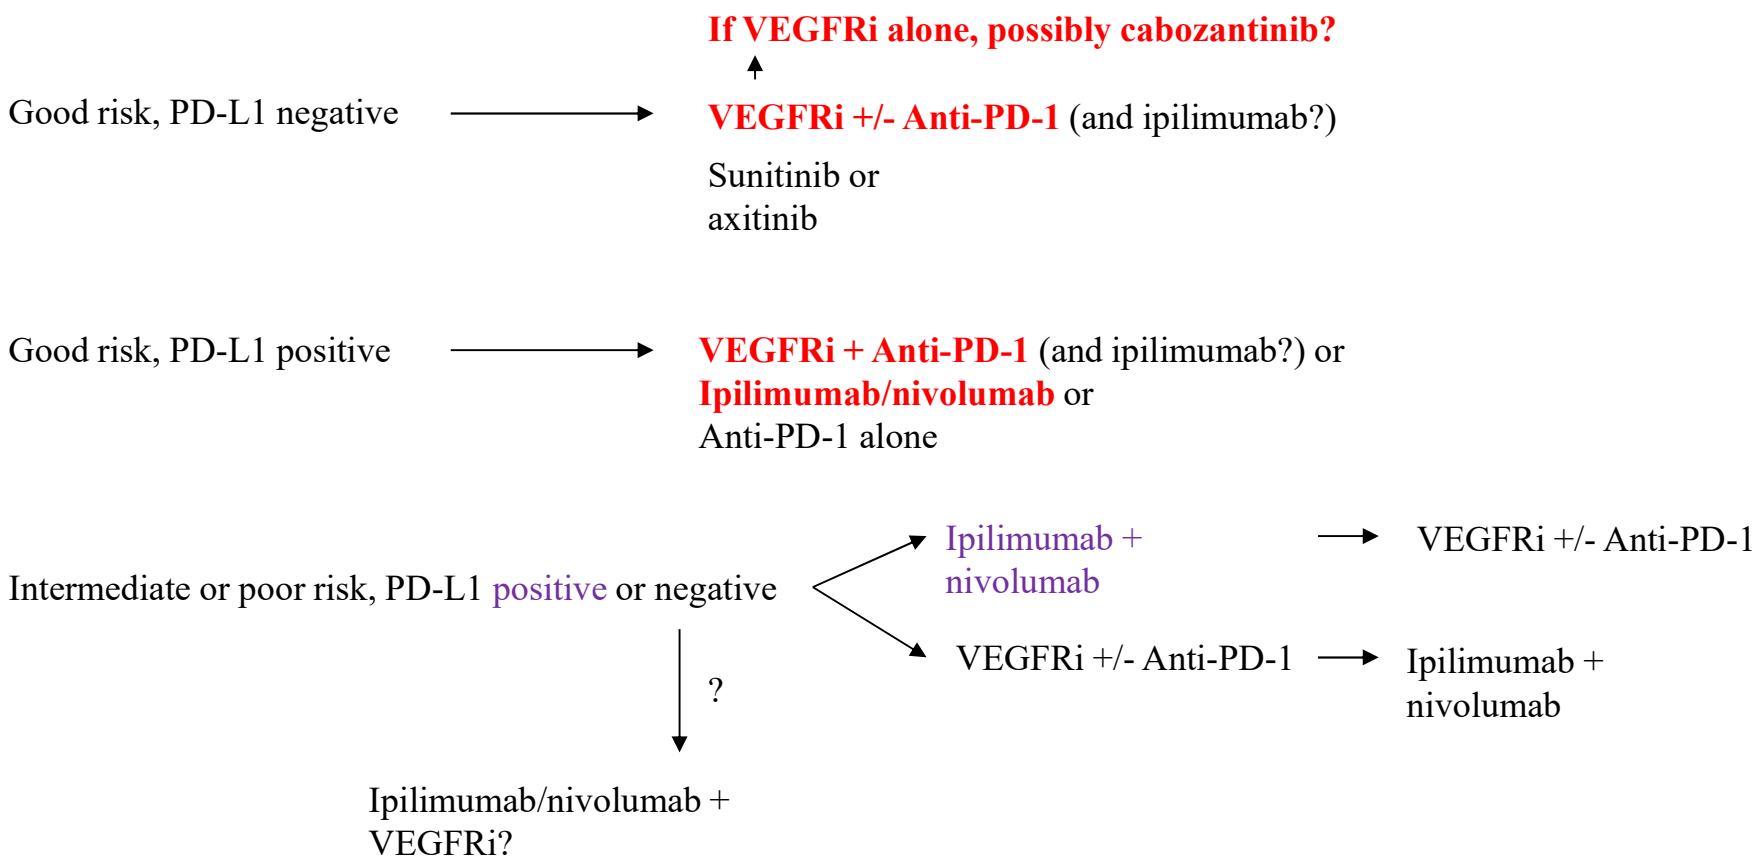 If VEGFRi alone, possibly cabozantinib?
Good risk, PD-L1 negative
VEGFRi +/- Anti-PD-1 (and ipilimumab?)
Sunitinib or
axitinib
Good risk, PD-L1 positive
VEGFRi + Anti-PD-1 (and ipilimumab?) or
Ipilimumab/nivolumab or
Anti-PD-1 alone
Intermediate or poor risk, PD-L1 positive or negative
Ipilimumab +
nivolumab
VEGFRi +/- Anti-PD-1
VEGFRi +/- Anti-PD-1
Ipilimumab +
nivolumab
?
Ipilimumab/nivolumab +
VEGFRi?